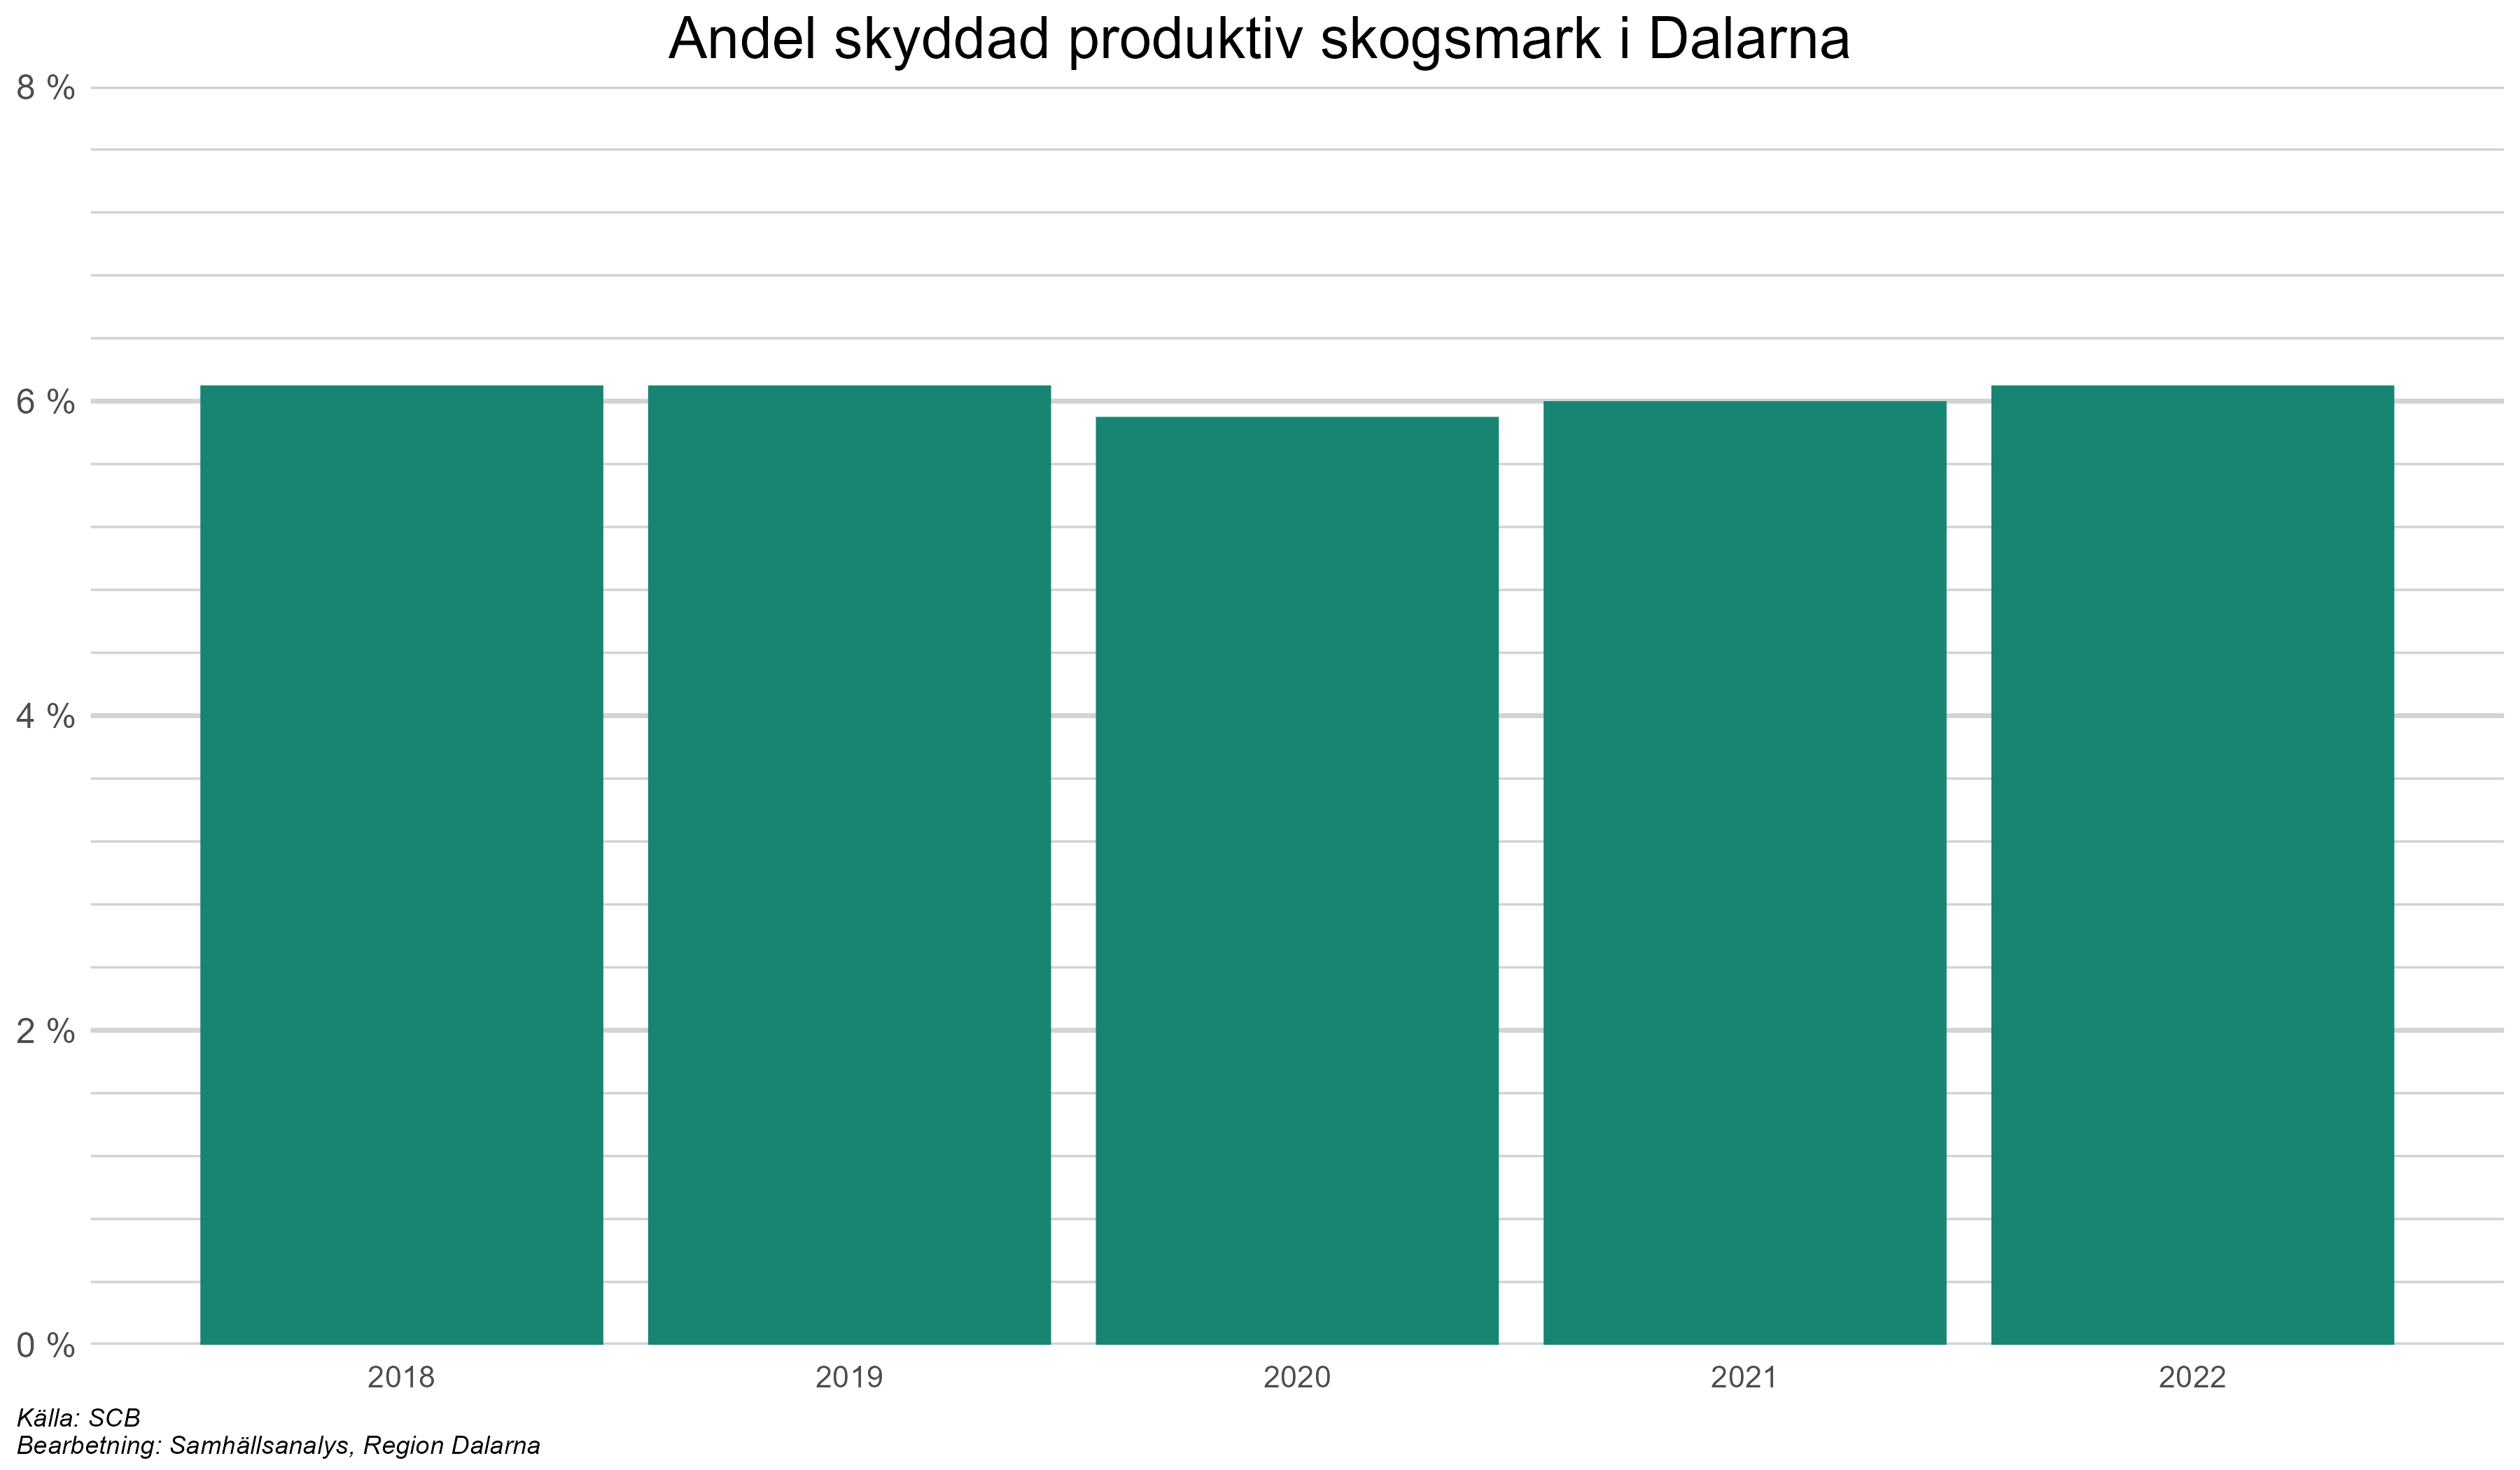 Andel skyddad produktiv skogsmark i Dalarna
8 %
6 %
4 %
2 %
0 %
2018 2019 2020 2021 2022
Källa: SCB
Bearbetning: Samhällsanalys, Region Dalarna